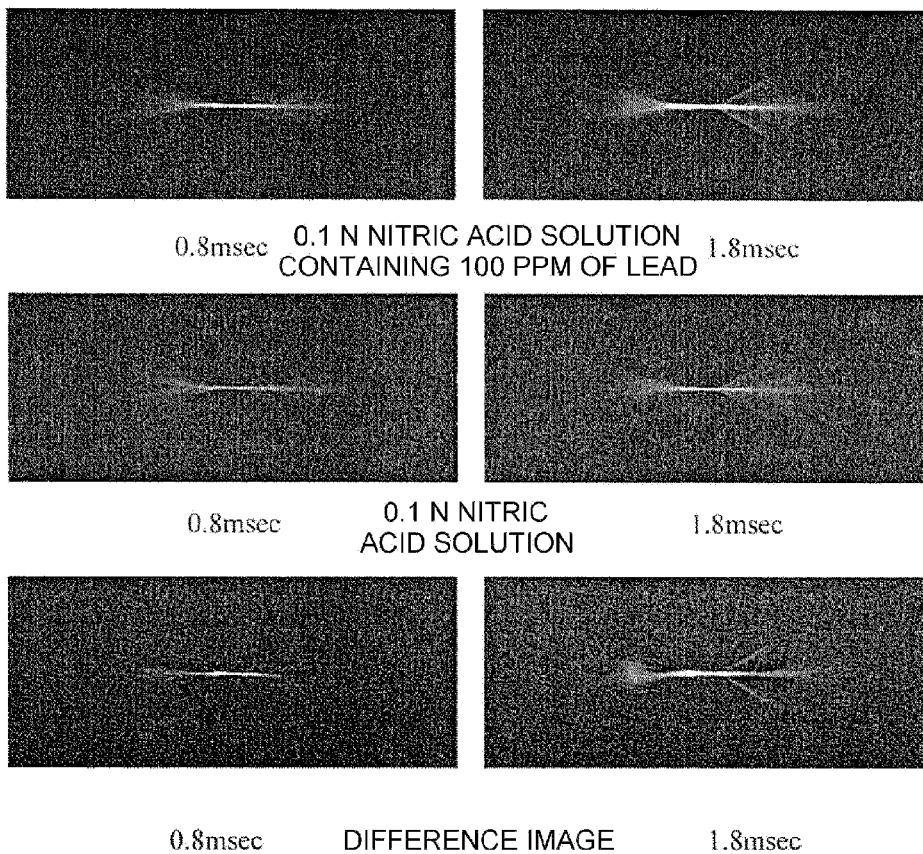 0.8msec 0.1 N NITRIC ACID SOLUTION 1.8msec
CONTAINING 100 PPM OF LEAD
0.8msec 0.1 N NITRIC 1.8msec
ACID SOLUTION
0.8msec DIFFERENCE IMAGE 1.8msec